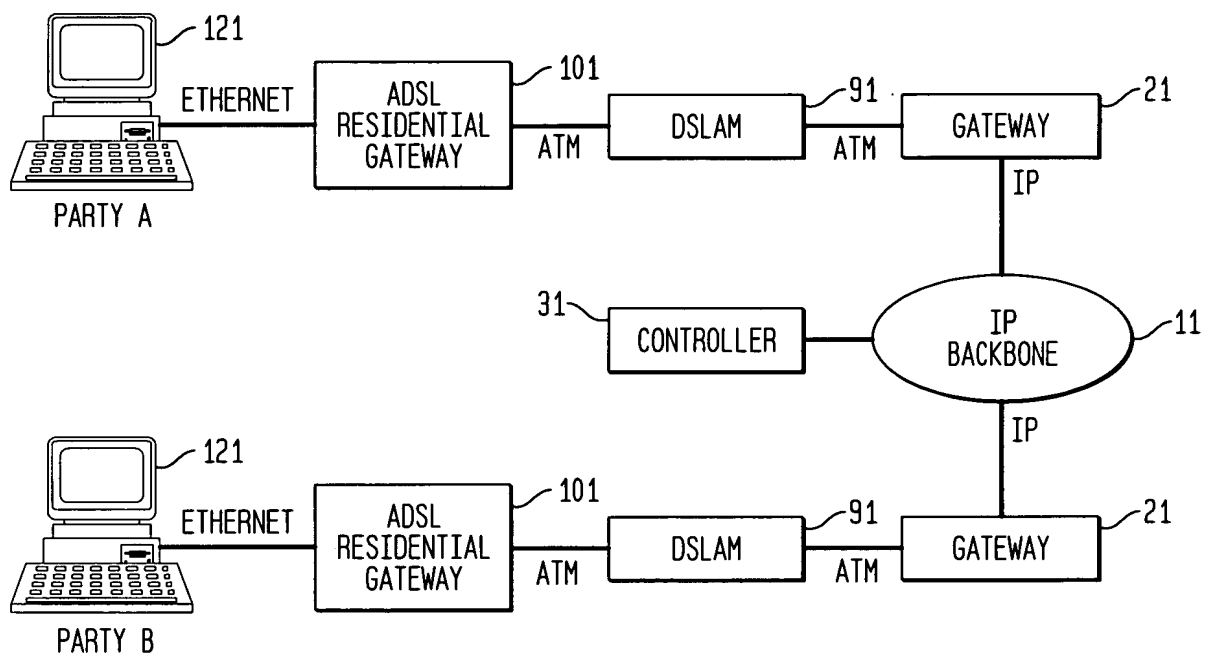 121
ETHERNET
ADSL
RESIDENTIAL
GATEWAY
101
ATM
DSLAM
91
ATM
GATEWAY
21
IP
PARTY A
31
CONTROLLER
IP
BACKBONE
11
IP
121
ETHERNET
ADSL
RESIDENTIAL
GATEWAY
101
ATM
DSLAM
91
ATM
GATEWAY
21
PARTY B